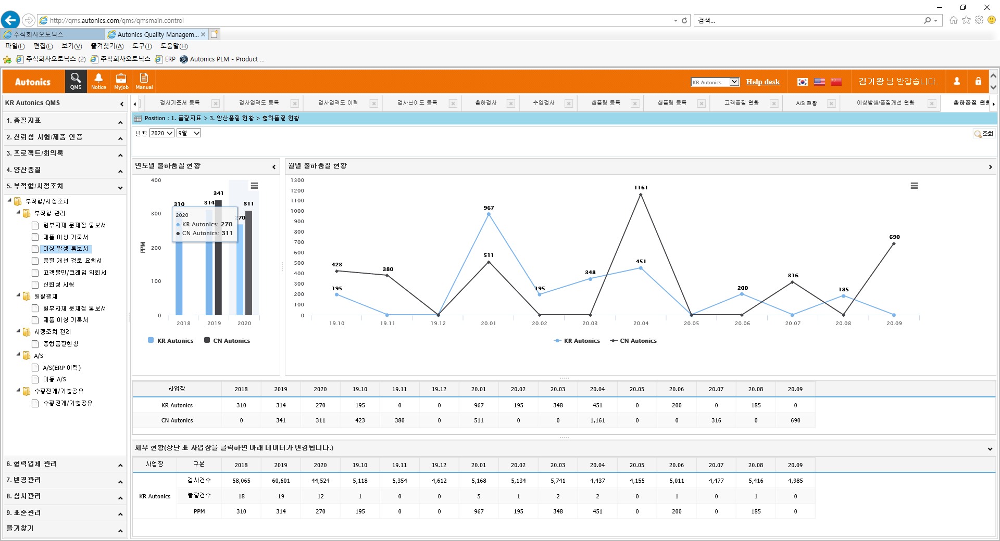 http://qms.autonics.com/qms/qmsmain.control
검색...
주식회사오토닉스
Autonics Quality Managem...
파일(F) 편집(E) 보기(V) 즐겨찾기(A) 도구(T) 도움말(H)
주식회사오토닉스 (2) 주식회사오토닉스 ERP Autonics PLM - Product ...
Autonics
QMS Notice Myjob Manual
KR Autonics
Help desk
김기왕 님 반갑습니다.
KR Autonics QMS
검사기준서 등록 검사엄격도 등록 검사엄격도 이력 검사난이도 등록 출하검사 수입검사 샘플링 등록 샘플링 등록 고객품질 현황 A/S 현황 이상발생/품질개선 현황 출하품질 현황
Position : 1. 품질지표 > 3. 양산품질 현황 > 출하품질 현황
년월 2020 9월
조회
1. 품질지표
2. 신뢰성 시험/제품 인증
3. 프로젝트/회의록
4. 양산품질
5. 부적합/시정조치
부적합/시정조치
부적합 관리
원부자재 문제점 통보서
제품 이상 기록서
이상 발생 통보서
품질 개선 검토 요청서
고객불만/크레임 의뢰서
신뢰성 시험
일괄결재
원부자재 문제점 통보서
제품 이상 기록서
시정조치 관리
종합품질현황
A/S
A/S(ERP 이력)
이동 A/S
수평전개/기술공유
수평전개/기술공유
6. 협력업체 관리
7. 변경관리
8. 심사관리
9. 표준관리
즐겨찾기
연도별 출하품질 현황
400
300
200
100
0
PPM
310
314
341
270
311
2020
KR Autonics: 270
CN Autonics: 311
2018 2019 2020
KR Autonics CN Autonics
월별 출하품질 현황
1300
1200
1100
1000
900
800
700
600
500
400
300
200
100
0
1161
967
690
511
451
423
380
348
316
195
195
200
185
19.10 19.11 19.12 20.01 20.02 20.03 20.04 20.05 20.06 20.07 20.08 20.09
KR Autonics CN Autonics
사업장 2018 2019 2020 19.10 19.11 19.12 20.01 20.02 20.03 20.04 20.05 20.06 20.07 20.08 20.09
KR Autonics 310 314 270 195 0 0 967 195 348 451 0 200 0 185 0
CN Autonics 0 341 311 423 380 0 511 0 0 1,161 0 0 316 0 690
세부 현황(상단 표 사업장을 클릭하면 아래 데이터가 변경됩니다.)
사업장 구분 2018 2019 2020 19.10 19.11 19.12 20.01 20.02 20.03 20.04 20.05 20.06 20.07 20.08 20.09
검사건수 58,065 60,601 44,524 5,118 5,354 4,612 5,168 5,134 5,741 4,437 4,155 5,011 4,477 5,416 4,985
KR Autonics 불량건수 18 19 12 1 0 0 5 1 2 2 0 1 0 1 0
PPM 310 314 270 195 0 0 967 195 348 451 0 200 0 185 0